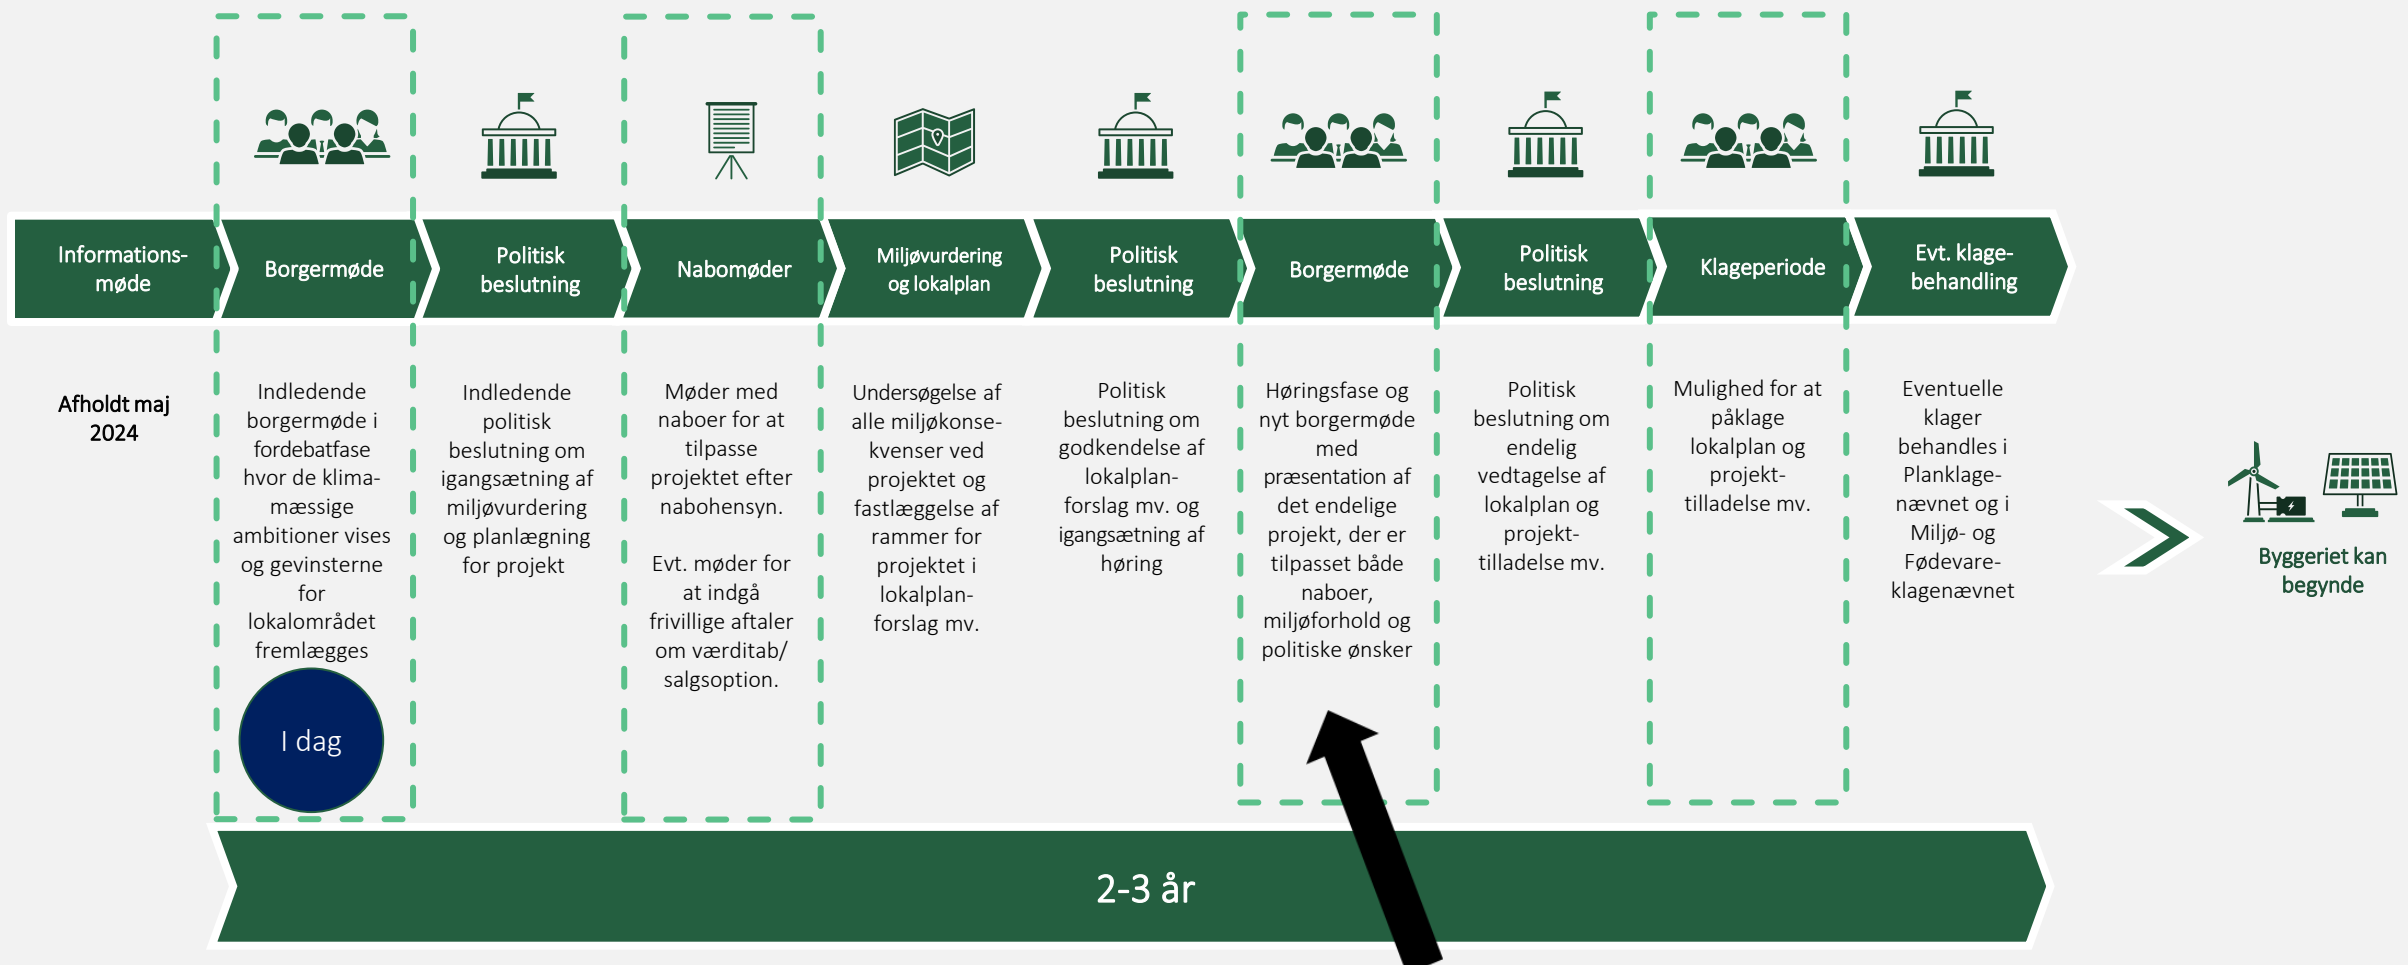 Informations-
møde
Borgermøde
Politisk
beslutning
Nabomøder
Miljøvurdering
og lokalplan
Politisk
beslutning
Borgermøde
Politisk
beslutning
Klageperiode
Evt. klage-
behandling
Afholdt maj
2024
Indledende
borgermøde i
fordebatfase
hvor de klima-
mæssige
ambitioner vises
og gevinsterne
for
lokalområdet
fremlægges
I dag
Indledende
politisk
beslutning om
igangsætning af
miljøvurdering
og planlægning
for projekt
Møder med
naboer for at
tilpasse
projektet efter
nabohensyn.
Evt. møder for
at indgå
frivillige aftaler
om værditab/
salgsoption.
Undersøgelse af
alle miljøkonse-
kvenser ved
projektet og
fastlæggelse af
rammer for
projektet i
lokalplan-
forslag mv.
Politisk
beslutning om
godkendelse af
lokalplan-
forslag mv. og
igangsætning af
høring
Høringsfase og
nyt borgermøde
med
præsentation af
det endelige
projekt, der er
tilpasset både
naboer,
miljøforhold og
politiske ønsker
Politisk
beslutning om
endelig
vedtagelse af
lokalplan og
projekt-
tilladelse mv.
Mulighed for at
påklage
lokalplan og
projekt-
tilladelse mv.
Eventuelle
klager
behandles i
Planklage-
nævnet og i
Miljø- og
Fødevare-
klagenævnet
Byggeriet kan
begynde
2-3 år